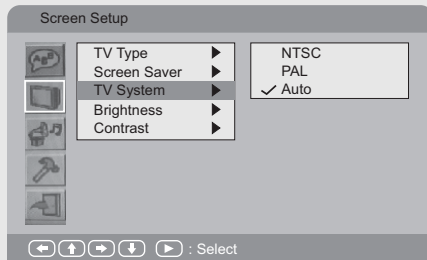 Screen Setup
TV Type
Screen Saver
TV System
Brightness
Contrast
NTSC
PAL
✓ Auto
: Select